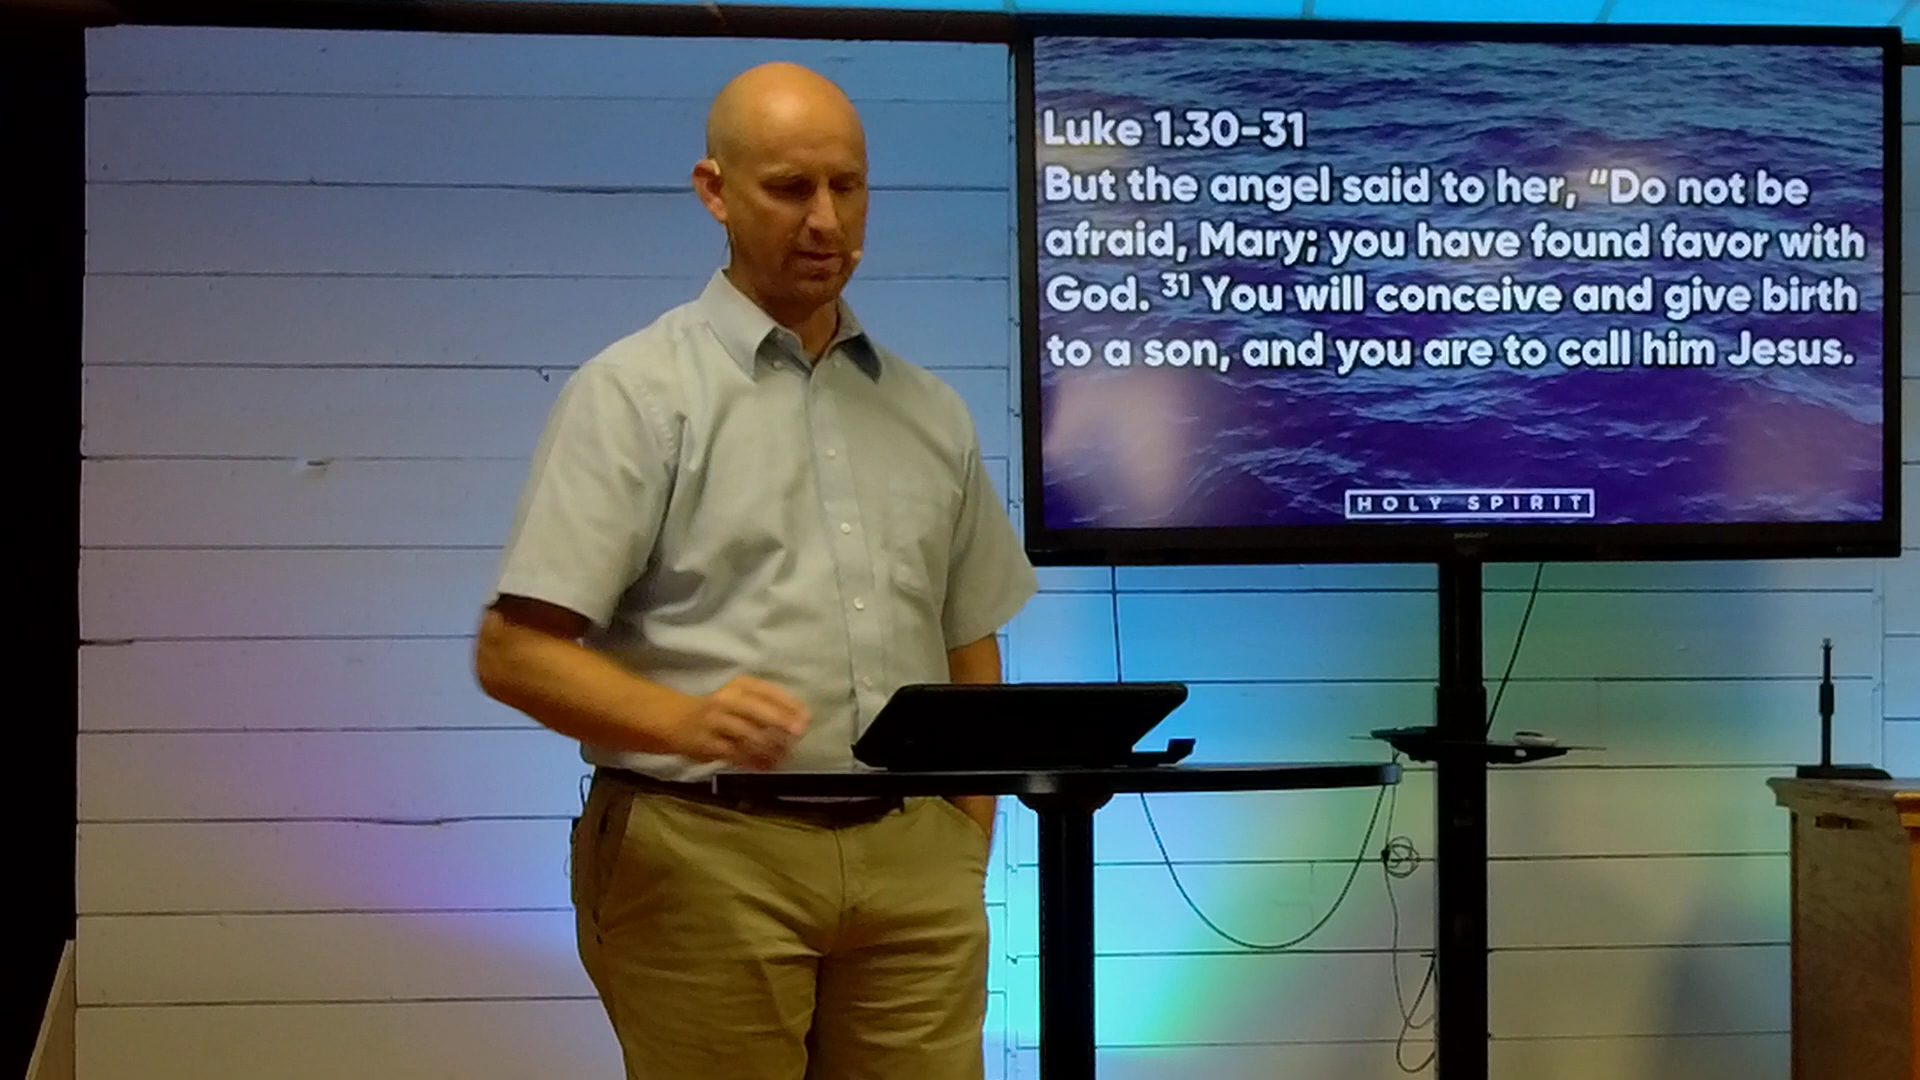 Luke 1.30-31
But the angel said to her, “Do not be
afraid, Mary; you have found favor with
God. ³¹ You will conceive and give birth
to a son, and you are to call him Jesus.
HOLY SPIRIT